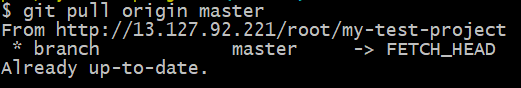 $ git pull origin master
From http://13.127.92.221/root/my-test-project
 * branch            master     -> FETCH_HEAD
Already up-to-date.